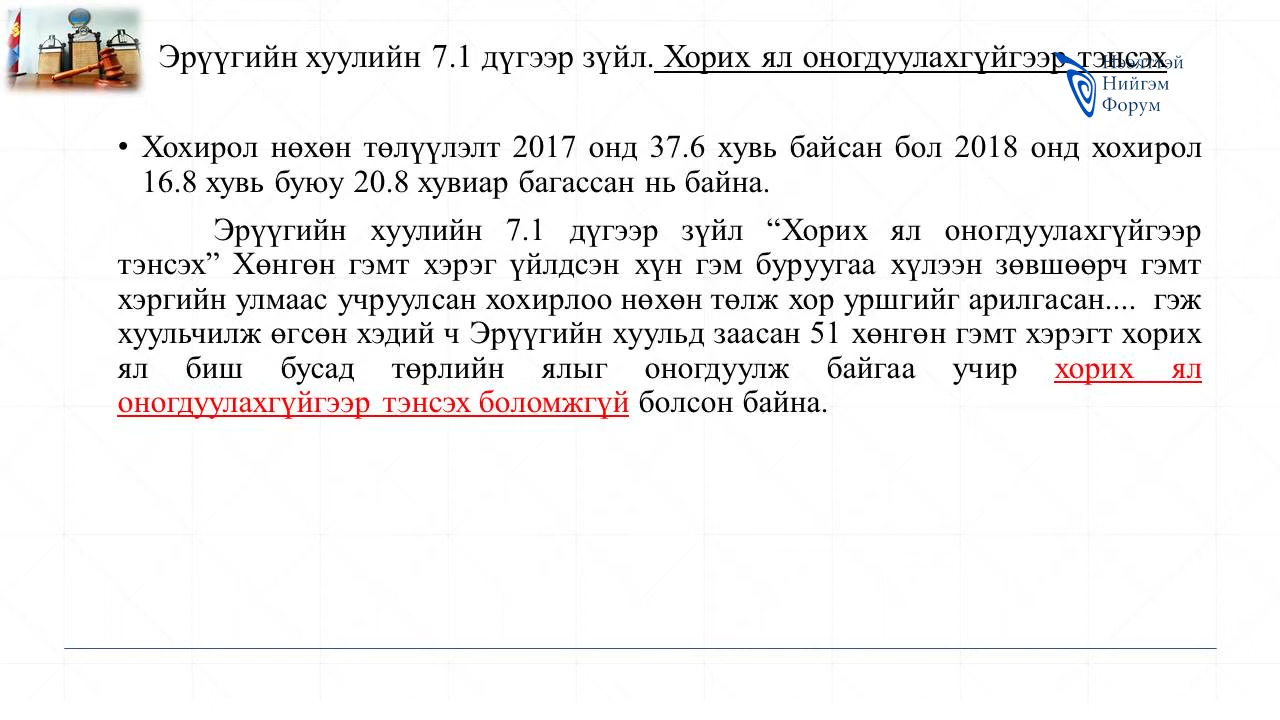 Эрүүгийн хуулийн 7.1 дүгээр зүйл. Хорих ял оногдуулахгүйгээр тэнсэх
Нээлттэй
Нийгэм
Форум
• Хохирол нөхөн төлүүлэлт 2017 онд 37.6 хувь байсан бол 2018 онд хохирол
16.8 хувь буюу 20.8 хувиар багассан нь байна.
Эрүүгийн хуулийн 7.1 дүгээр зүйл “Хорих ял оногдуулахгүйгээр
тэнсэх” Хөнгөн гэмт хэрэг үйлдсэн хүн гэм буруугаа хүлээн зөвшөөрч гэмт
хэргийн улмаас учруулсан хохирлоо нөхөн төлж хор уршгийг арилгасан.... гэж
хуульчилж өгсөн хэдий ч Эрүүгийн хуульд заасан 51 хөнгөн гэмт хэрэгт хорих
ял биш бусад төрлийн ялыг оногдуулж байгаа учир хорих ял
оногдуулахгүйгээр тэнсэх боломжгүй болсон байна.